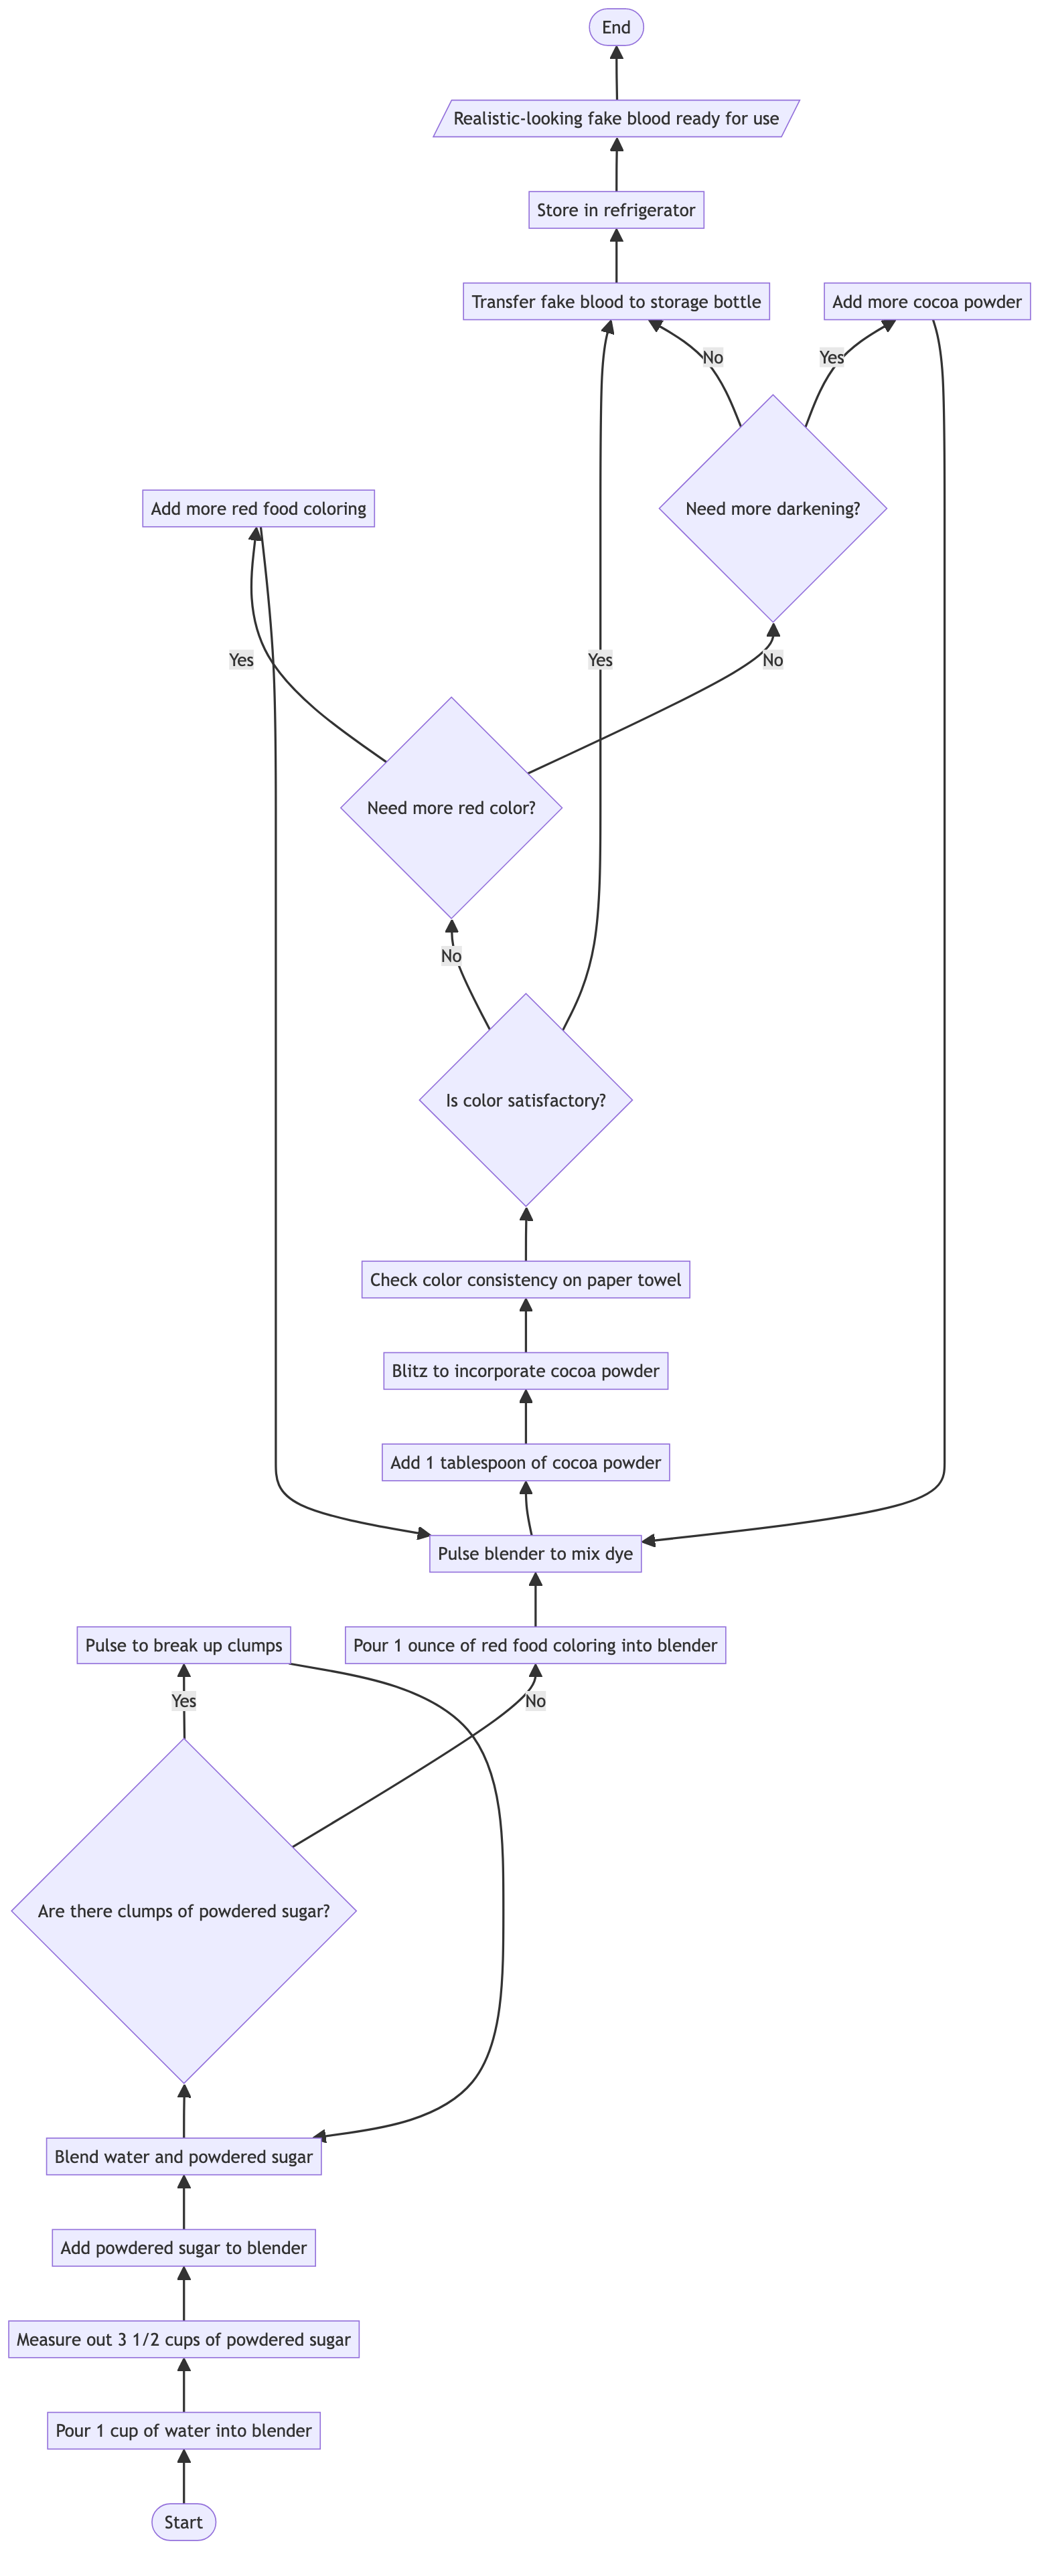 End
Realistic-looking fake blood ready for use
Store in refrigerator
Transfer fake blood to storage bottle
Add more cocoa powder
No
Yes
Add more red food coloring
Need more darkening?
Yes
Yes
No
Need more red color?
No
Is color satisfactory?
Check color consistency on paper towel
Blitz to incorporate cocoa powder
Add 1 tablespoon of cocoa powder
Pulse blender to mix dye
Pulse to break up clumps
Pour 1 ounce of red food coloring into blender
Yes
No
Are there clumps of powdered sugar?
Blend water and powdered sugar
Add powdered sugar to blender
Measure out 3 1/2 cups of powdered sugar
Pour 1 cup of water into blender
Start